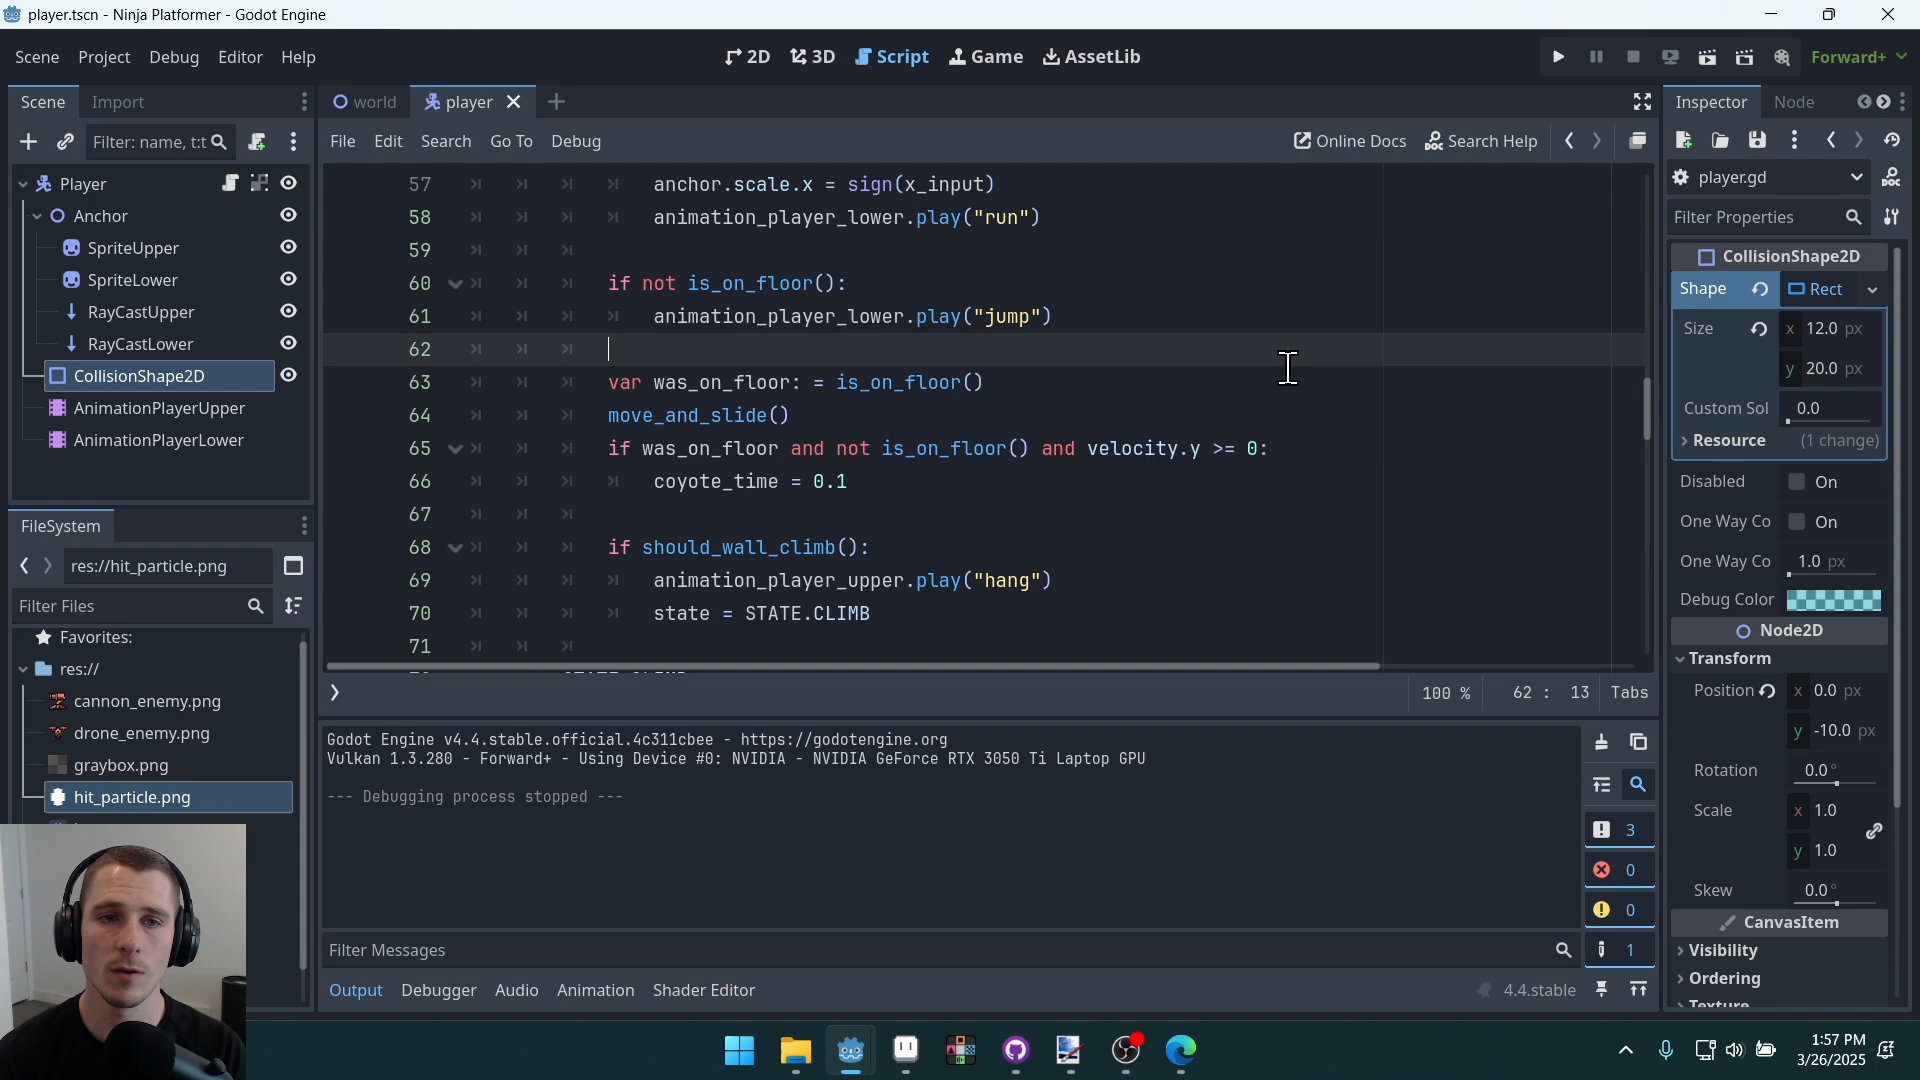 player.tscn - Ninja Platformer - Godot Engine
Scene Project Debug Editor Help
2D 3D Script Game AssetLib
Forward+
Scene Import
world player
Inspector Node
Filter: name, t:t
File Edit Search Go To Debug
Online Docs Search Help
Player
Anchor
SpriteUpper
SpriteLower
RayCastUpper
RayCastLower
CollisionShape2D
AnimationPlayerUpper
AnimationPlayerLower
57 anchor.scale.x = sign(x_input)
58 animation_player_lower.play("run")
59
60 if not is_on_floor():
61 animation_player_lower.play("jump")
62
63 var was_on_floor: = is_on_floor()
64 move_and_slide()
65 if was_on_floor and not is_on_floor() and velocity.y >= 0:
66 coyote_time = 0.1
67
68 if should_wall_climb():
69 animation_player_upper.play("hang")
70 state = STATE.CLIMB
71
100 % 62 : 13 Tabs
FileSystem
res://hit_particle.png
Filter Files
Favorites:
res://
cannon_enemy.png
drone_enemy.png
graybox.png
hit_particle.png
Godot Engine v4.4.stable.official.4c311cbee - https://godotengine.org
Vulkan 1.3.280 - Forward+ - Using Device #0: NVIDIA - NVIDIA GeForce RTX 3050 Ti Laptop GPU
--- Debugging process stopped ---
3
0
0
1
Filter Messages
Output Debugger Audio Animation Shader Editor
4.4.stable
player.gd
Filter Properties
CollisionShape2D
Shape Rect
Size x 12.0 px
y 20.0 px
Custom Sol 0.0
Resource (1 change)
Disabled On
One Way Co On
One Way Co 1.0 px
Debug Color
Node2D
Transform
Position x 0.0 px
y -10.0 px
Rotation 0.0 °
Scale x 1.0
y 1.0
Skew 0.0 °
CanvasItem
Visibility
Ordering
Texture
1:57 PM
3/26/2025